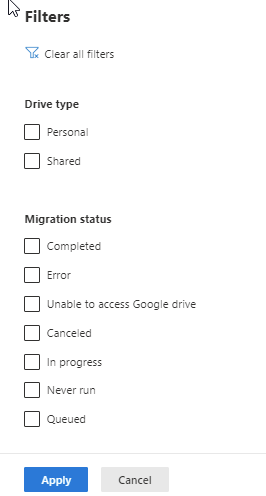 Filters
Clear all filters
Drive type
Personal
Shared
Migration status
Completed
Error
Unable to access Google drive
Canceled
In progress
Never run
Queued
Apply
Cancel